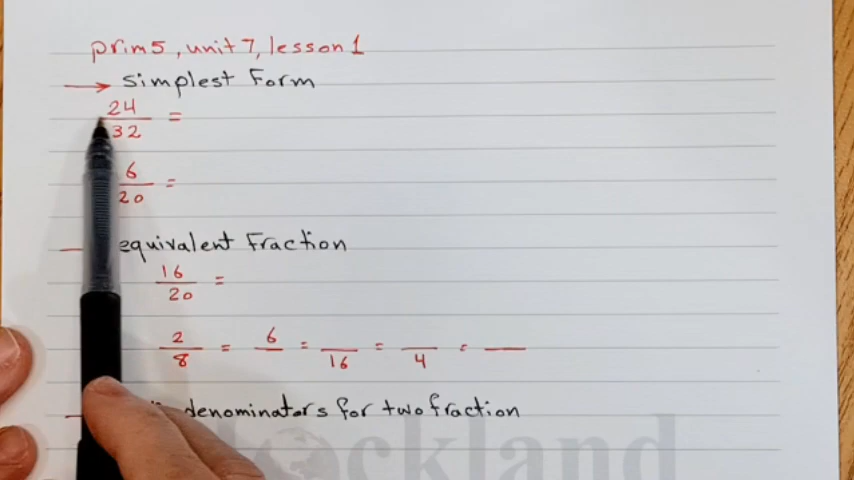 prim5, unit 7, lesson 1
→ Simplest Form
24/32 =
6/20 =
equivalent Fraction
16/20 =
2/8 = 6/ = /16 = /4 = —
denominators for two fraction
ckland